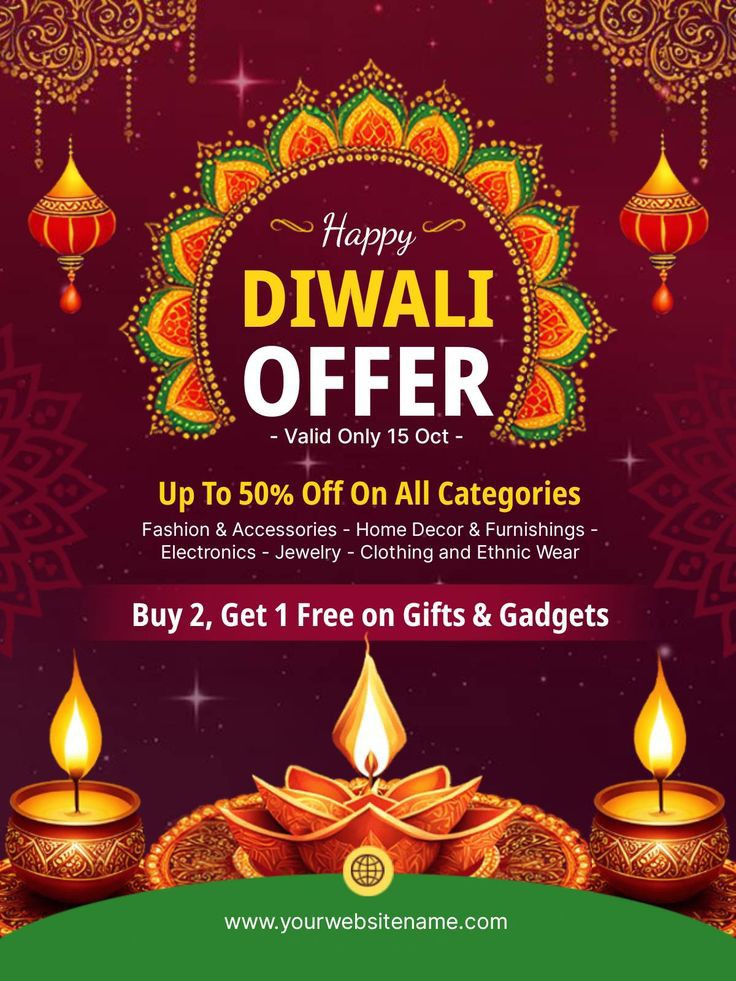 Happy
DIWALI
OFFER
- Valid Only 15 Oct -
Up To 50% Off On All Categories
Fashion & Accessories - Home Decor & Furnishings -
Electronics - Jewelry - Clothing and Ethnic Wear
Buy 2, Get 1 Free on Gifts & Gadgets
www.yourwebsitename.com